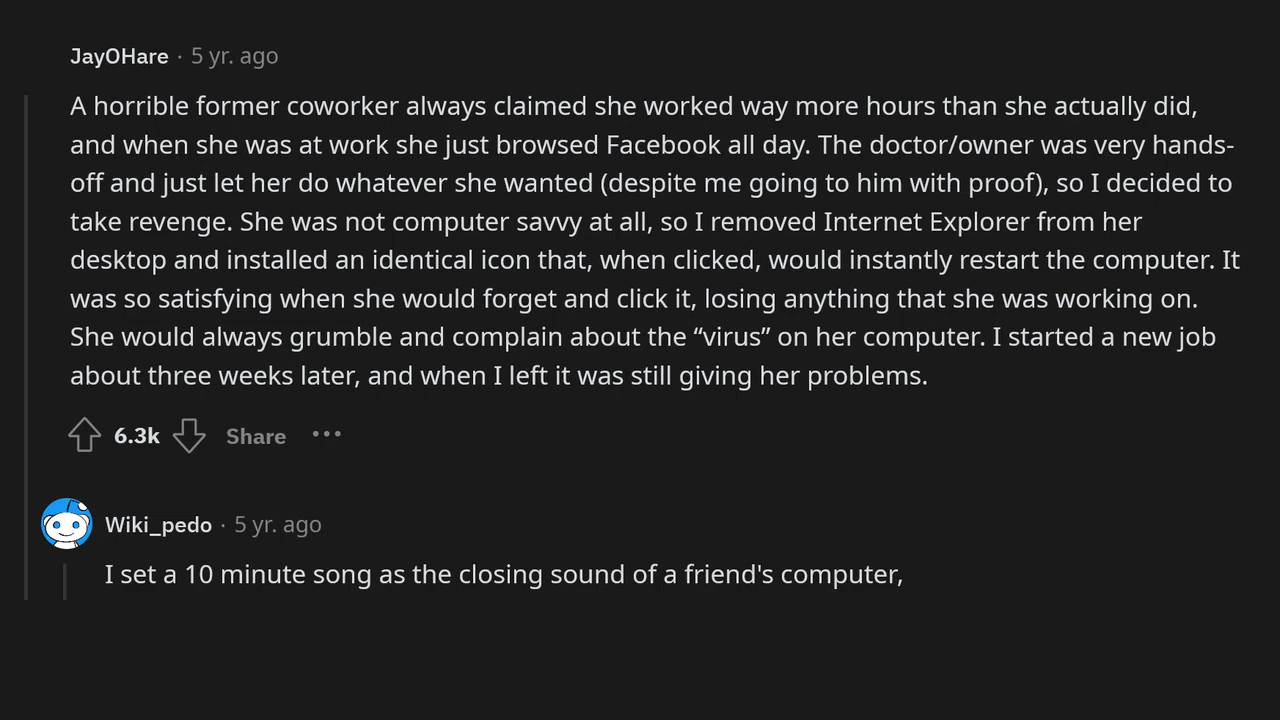 JayOHare · 5 yr. ago
A horrible former coworker always claimed she worked way more hours than she actually did,
and when she was at work she just browsed Facebook all day. The doctor/owner was very hands-
off and just let her do whatever she wanted (despite me going to him with proof), so I decided to
take revenge. She was not computer savvy at all, so I removed Internet Explorer from her
desktop and installed an identical icon that, when clicked, would instantly restart the computer. It
was so satisfying when she would forget and click it, losing anything that she was working on.
She would always grumble and complain about the “virus” on her computer. I started a new job
about three weeks later, and when I left it was still giving her problems.
6.3k Share •••
Wiki_pedo · 5 yr. ago
I set a 10 minute song as the closing sound of a friend's computer,